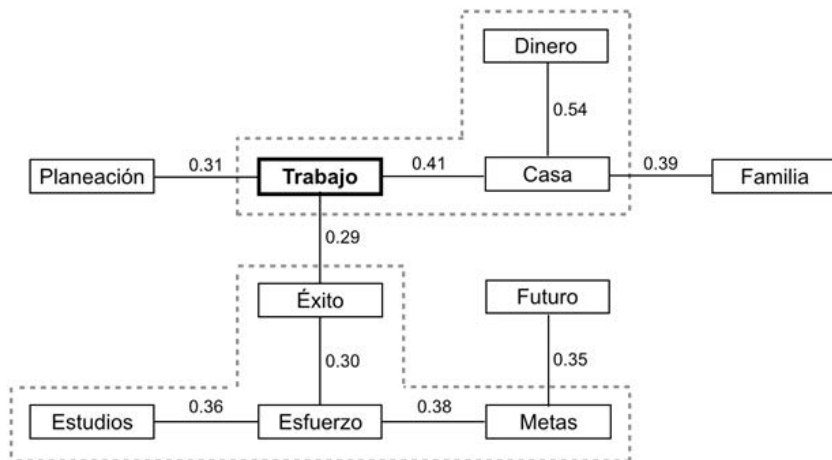 Dinero
0.54
Planeación
0.31
Trabajo
0.41
Casa
0.39
Familia
0.29
Éxito
Futuro
0.30
0.35
Estudios
0.36
Esfuerzo
0.38
Metas